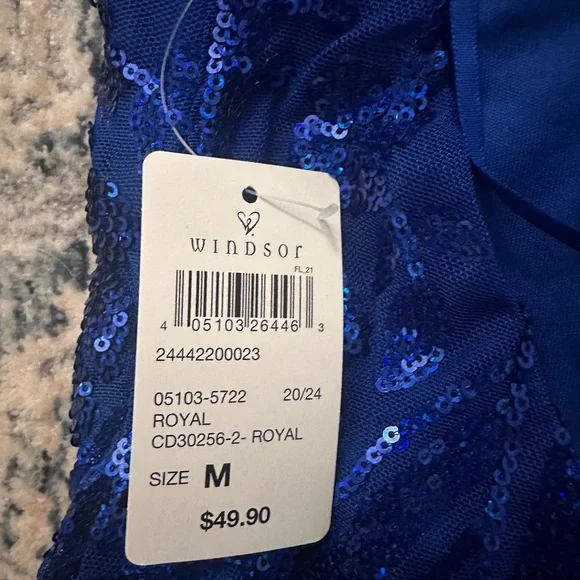 WINDSOR
FL_21
4 05103 26446 3
24442200023
05103-5722 20/24
ROYAL
CD30256-2- ROYAL
SIZE M
$49.90